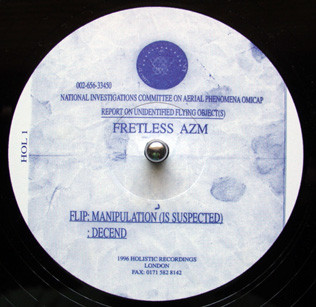 002-656-33450
NATIONAL INVESTIGATIONS COMMITTEE ON AERIAL PHENOMENA OMICAP
REPORT ON UNIDENTIFIED FLYING OBJECT(S)
FRETLESS AZM
HOL 1
FLIP: MANIPULATION (IS SUSPECTED)
: DECEND
1996 HOLISTIC RECORDINGS
LONDON
FAX: 0171 582 8142